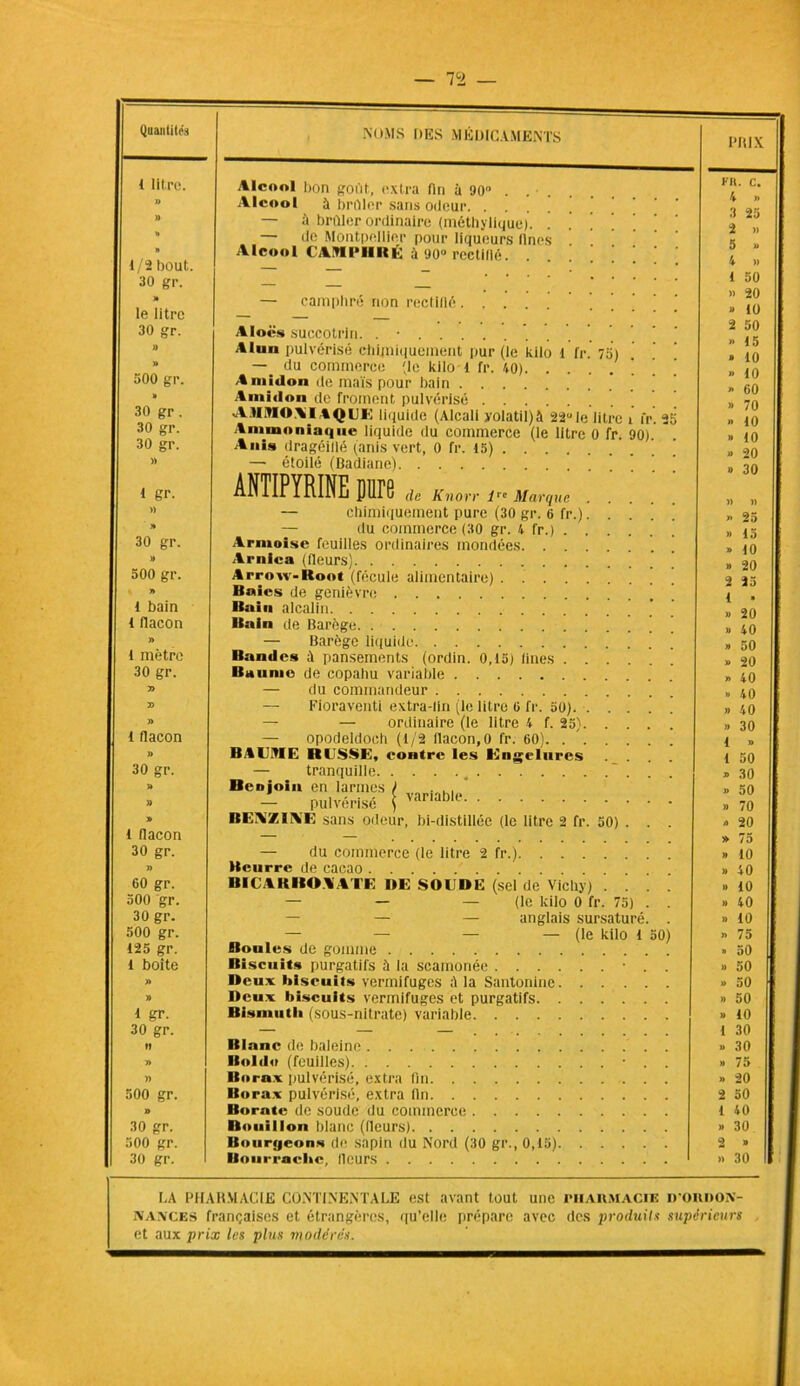 — 72 —
Quantités NOMS DES MÉDICAMENTS PRIX
FR. C.
1 litre. Alcool bon goût, extra fin à 90° . . . 4 »
» Alcool à brûler sans odeur. . . . 3 25
» — à brûler ordinaire (méthylique). . . . 2 »
» — de Montpellier pour liqueurs fines . . . . 5 »
» Alcool CAMPHRÉ à 90° rectifié. . . . 4 »
1/2 bout. — — — 1 50
30 gr. — — — » 20
» — camphré non rectifié. . . . » 10
le litre — — 2 50
30 gr. Aloès succotrin. . . . » 15
» Alun pulvérisé chimiquement pur (le kilo 1 fr. 75) . . . » 10
» — du commerce (le kilo 1 fr. 40). . . . » 10
500 gr. Amidon de maïs pour bain . . . . » 60
» Amidon de froment pulvérisé . . . . » 70
30 gr. AMMONIAQUE liquide (Alcali volatil) à 22° le litre 1 fr. 25 » 10
30 gr. Ammoniaque liquide du commerce (le litre 0 fr. 90). . » 10
30 gr. Anis dragéifié (anis vert, 0 fr. 15) . . . . » 20
» — étoilé (Badiane). . . . » 30
1 gr. ANTIPYRINE pure de Knorr 1re Marque . . . . » »
» — chimiquement pure (30 gr. 6 fr.). . . . » 25
» — du commerce (30 gr. 4 fr.) . . . . » 15
30 gr. Armoise feuilles ordinaires mondées. . . . » 10
» Arnica (fleurs). . . . » 20
500 gr. Arrow-Root (fécule alimentaire) . . . . 2 25
» Baies de genièvre . . . . 1 »
1 bain Bain alcalin. . . . » 20
1 flacon Bain de Barège. . . . » 40
» — Barège liquide. . . . » 50
1 mètre Bandes à pansements (ordin. 0,15) fines . . . . » 20
30 gr. Baume de copahu variable . . . . » 40
» — du commandeur . . . . » 40
» — Fioraventi extra-fin (le litre 6 fr. 50). . . . » 40
» — — ordinaire (le litre 4 f. 25). . . . » 30
1 flacon — opodeldoch (1/2 flacon, 0 fr. 60). . . . 1 »
» BAUME RUSSE, contre les Engelures . . . . 1 50
30 gr. — tranquille. . . . » 30
» Benjoin en larmes } variable. . . . » 50
» — pulvérisé } » 70
» BENZINE sans odeur, bi-distillée (le litre 2 fr. 50) . . . » 20
1 flacon — — . . . . » 75
30 gr. — du commerce (le litre 2 fr.). . . . » 10
» Beurre de cacao . . . . » 40
60 gr. BICARBONATE DE SOUDE (sel de Vichy) . . . . » 10
500 gr. — — — (le kilo 0 fr. 75) . . » 40
30 gr. — — — anglais sursaturé. . » 10
500 gr. — — — — (le kilo 1 50) » 75
125 gr. Boules de gomme . . . . » 50
1 boîte Biscuits purgatifs à la scamonée . . . . » 50
» Deux biscuits vermifuges à la Santonine. . . . » 50
» Deux biscuits vermifuges et purgatifs. . . . » 50
1 gr. Bismuth (sous-nitrate) variable. . . . » 10
30 gr. — — — . . . . 1 30
» Blanc de baleine . . . . » 30
» Boldo (feuilles). . . . » 75
» Borax pulvérisé, extra fin. . . . » 20
500 gr. Borax pulvérisé, extra fin. . . . 2 50
» Borate de soude du commerce . . . . 1 40
30 gr. Bouillon blanc (fleurs). . . . » 30
500 gr. Bourgeons de sapin du Nord (30 gr., 0,15). . . . 2 »
30 gr. Bourrache, fleurs . . . . » 30
LA PHARMACIE CONTINENTALE est avant tout une PHARMACIE D'ORDON-
NANCES françaises et étrangères, qu'elle prépare avec des produits supérieurs
et aux prix les plus modérés.